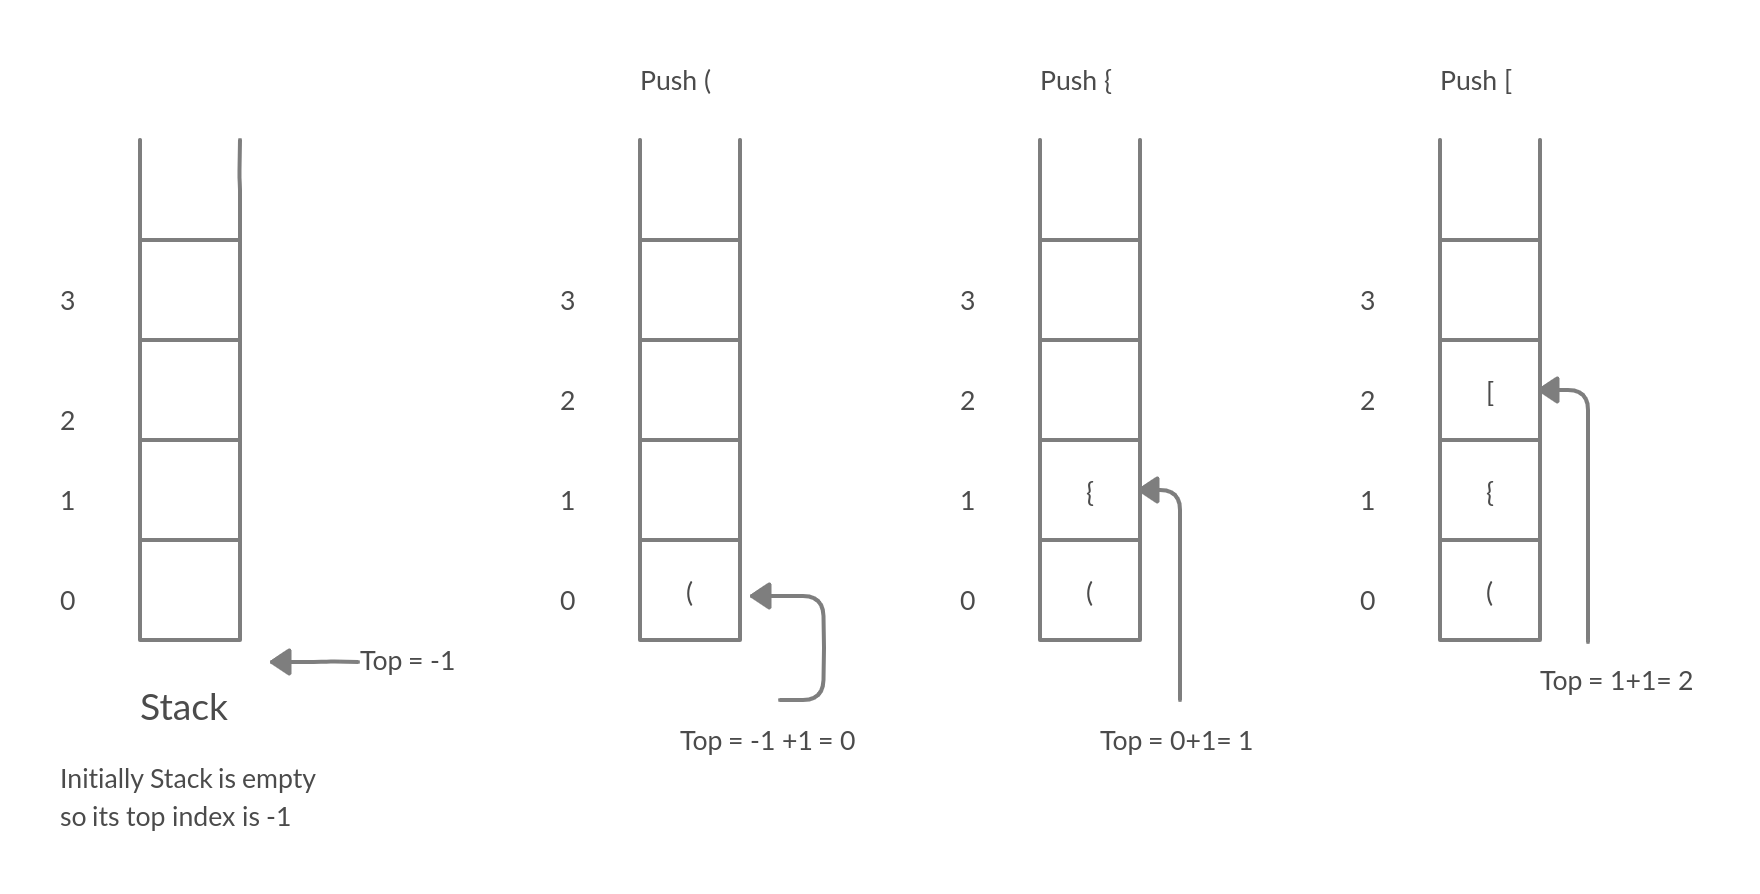 Push (
Push {
Push [
3
2
1
0
Top = -1
Stack
Initially Stack is empty
so its top index is -1
3
2
1
0
(
Top = -1 +1 = 0
3
2
1
0
{
(
Top = 0+1= 1
3
2
1
0
[
{
(
Top = 1+1= 2